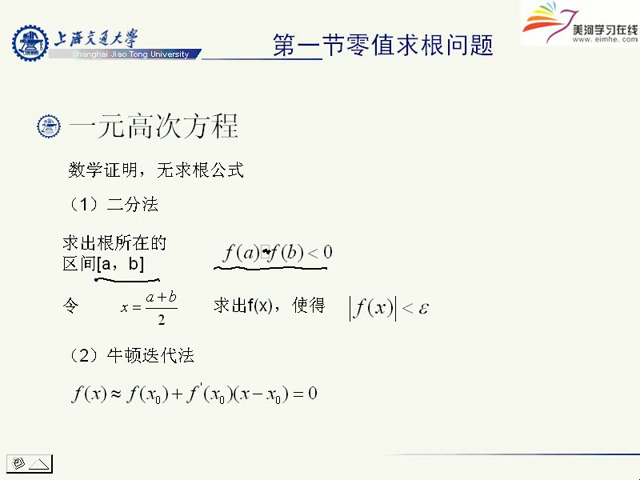 上海交通大学
Shanghai Jiao Tong University
第一节零值求根问题
美河学习在线
www.eimhe.com
一元高次方程
数学证明，无求根公式
（1）二分法
求出根所在的
区间[a，b]
f(a)·f(b)<0
令 x=(a+b)/2 求出f(x)，使得 |f(x)|<ε
（2）牛顿迭代法
f(x)≈f(x₀)+f'(x₀)(x−x₀)=0